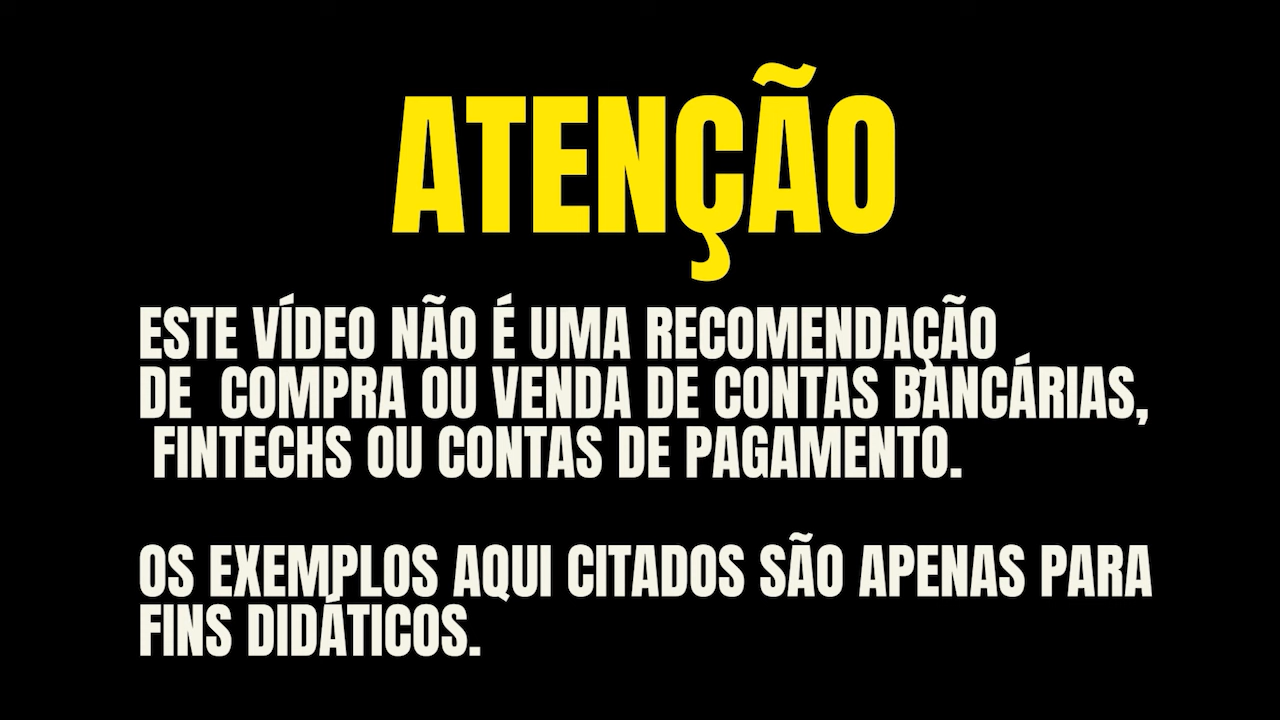 ATENÇÃO
ESTE VÍDEO NÃO É UMA RECOMENDAÇÃO
DE COMPRA OU VENDA DE CONTAS BANCÁRIAS,
FINTECHS OU CONTAS DE PAGAMENTO.
OS EXEMPLOS AQUI CITADOS SÃO APENAS PARA
FINS DIDÁTICOS.